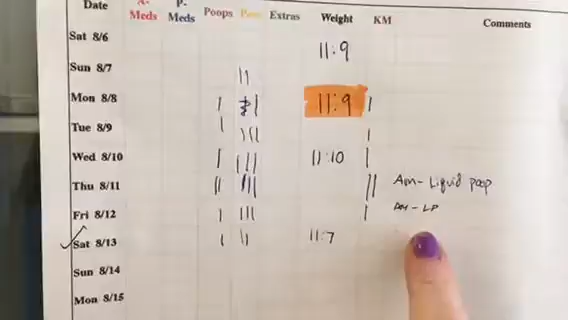 Date A-Meds P-Meds Poops Pees Extras Weight KM Comments
Sat 8/6 11:9
Sun 8/7 ||
Mon 8/8 | | 11:9 |
Tue 8/9 | ||| |
Wed 8/10 | ||| 11:10 |
Thu 8/11 || ||| || Am- Liquid poop
Fri 8/12 | ||| | AM - LP
✓ Sat 8/13 | || 11:7
Sun 8/14
Mon 8/15